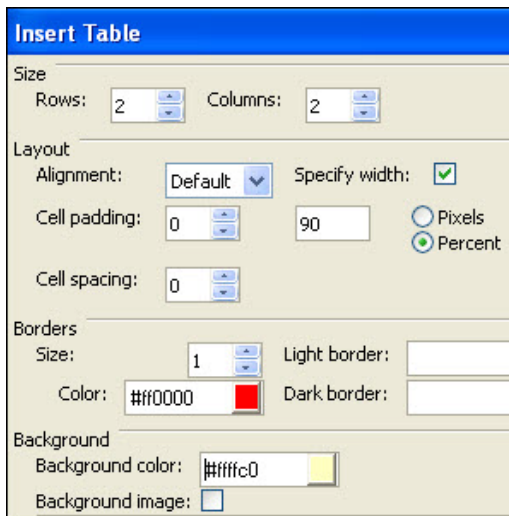 Insert Table
Size
Rows: 2 Columns: 2
Layout
Alignment: Default Specify width:
Cell padding: 0 90 Pixels
Percent
Cell spacing: 0
Borders
Size: 1 Light border:
Color: #ff0000 Dark border:
Background
Background color: #ffffc0
Background image: